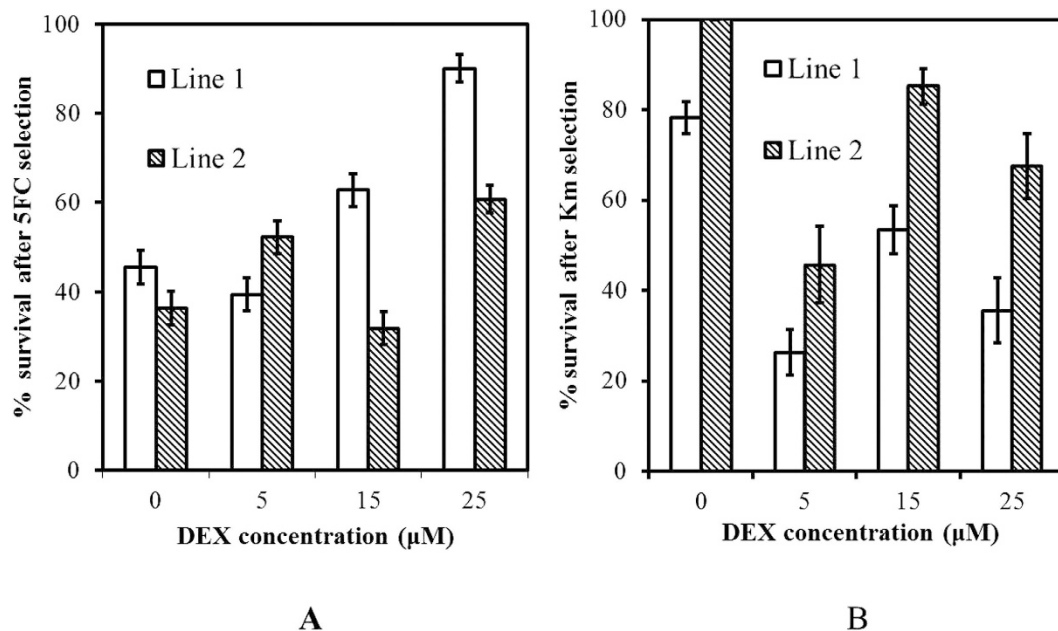 % survival after 5FC selection
100
80
60
40
20
0
Line 1
Line 2
0 5 15 25
DEX concentration (µM)
A
% survival after Km selection
100
80
60
40
20
0
Line 1
Line 2
0 5 15 25
DEX concentration (µM)
B